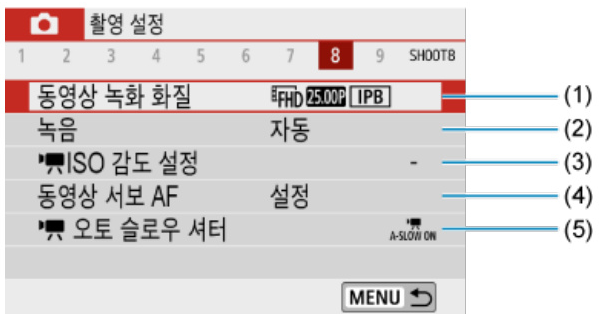 촬영 설정
1 2 3 4 5 6 7 8 9 SHOOT8
동영상 녹화 화질 FHD 25.00P IPB (1)
녹음 자동 (2)
ISO 감도 설정 - (3)
동영상 서보 AF 설정 (4)
오토 슬로우 셔터 A-SLOW ON (5)
MENU